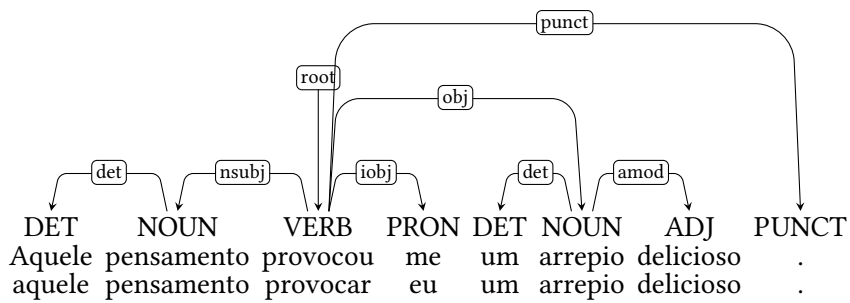 punct
root
obj
det nsubj iobj det amod
DET NOUN VERB PRON DET NOUN ADJ PUNCT
Aquele pensamento provocou me um arrepio delicioso .
aquele pensamento provocar eu um arrepio delicioso .